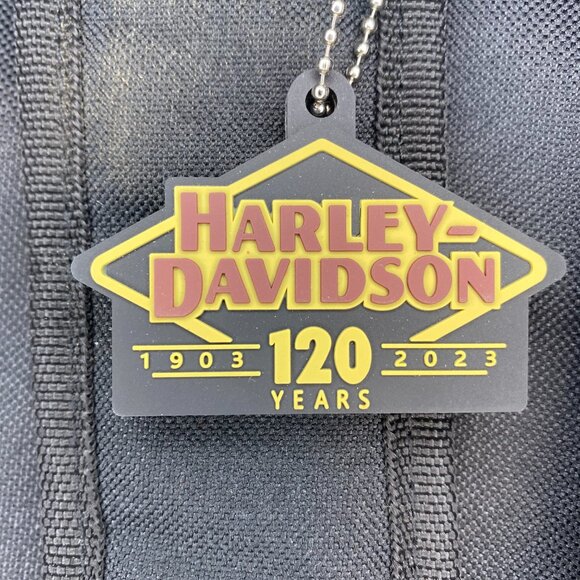 HARLEY-
DAVIDSON
1903 120 2023
YEARS